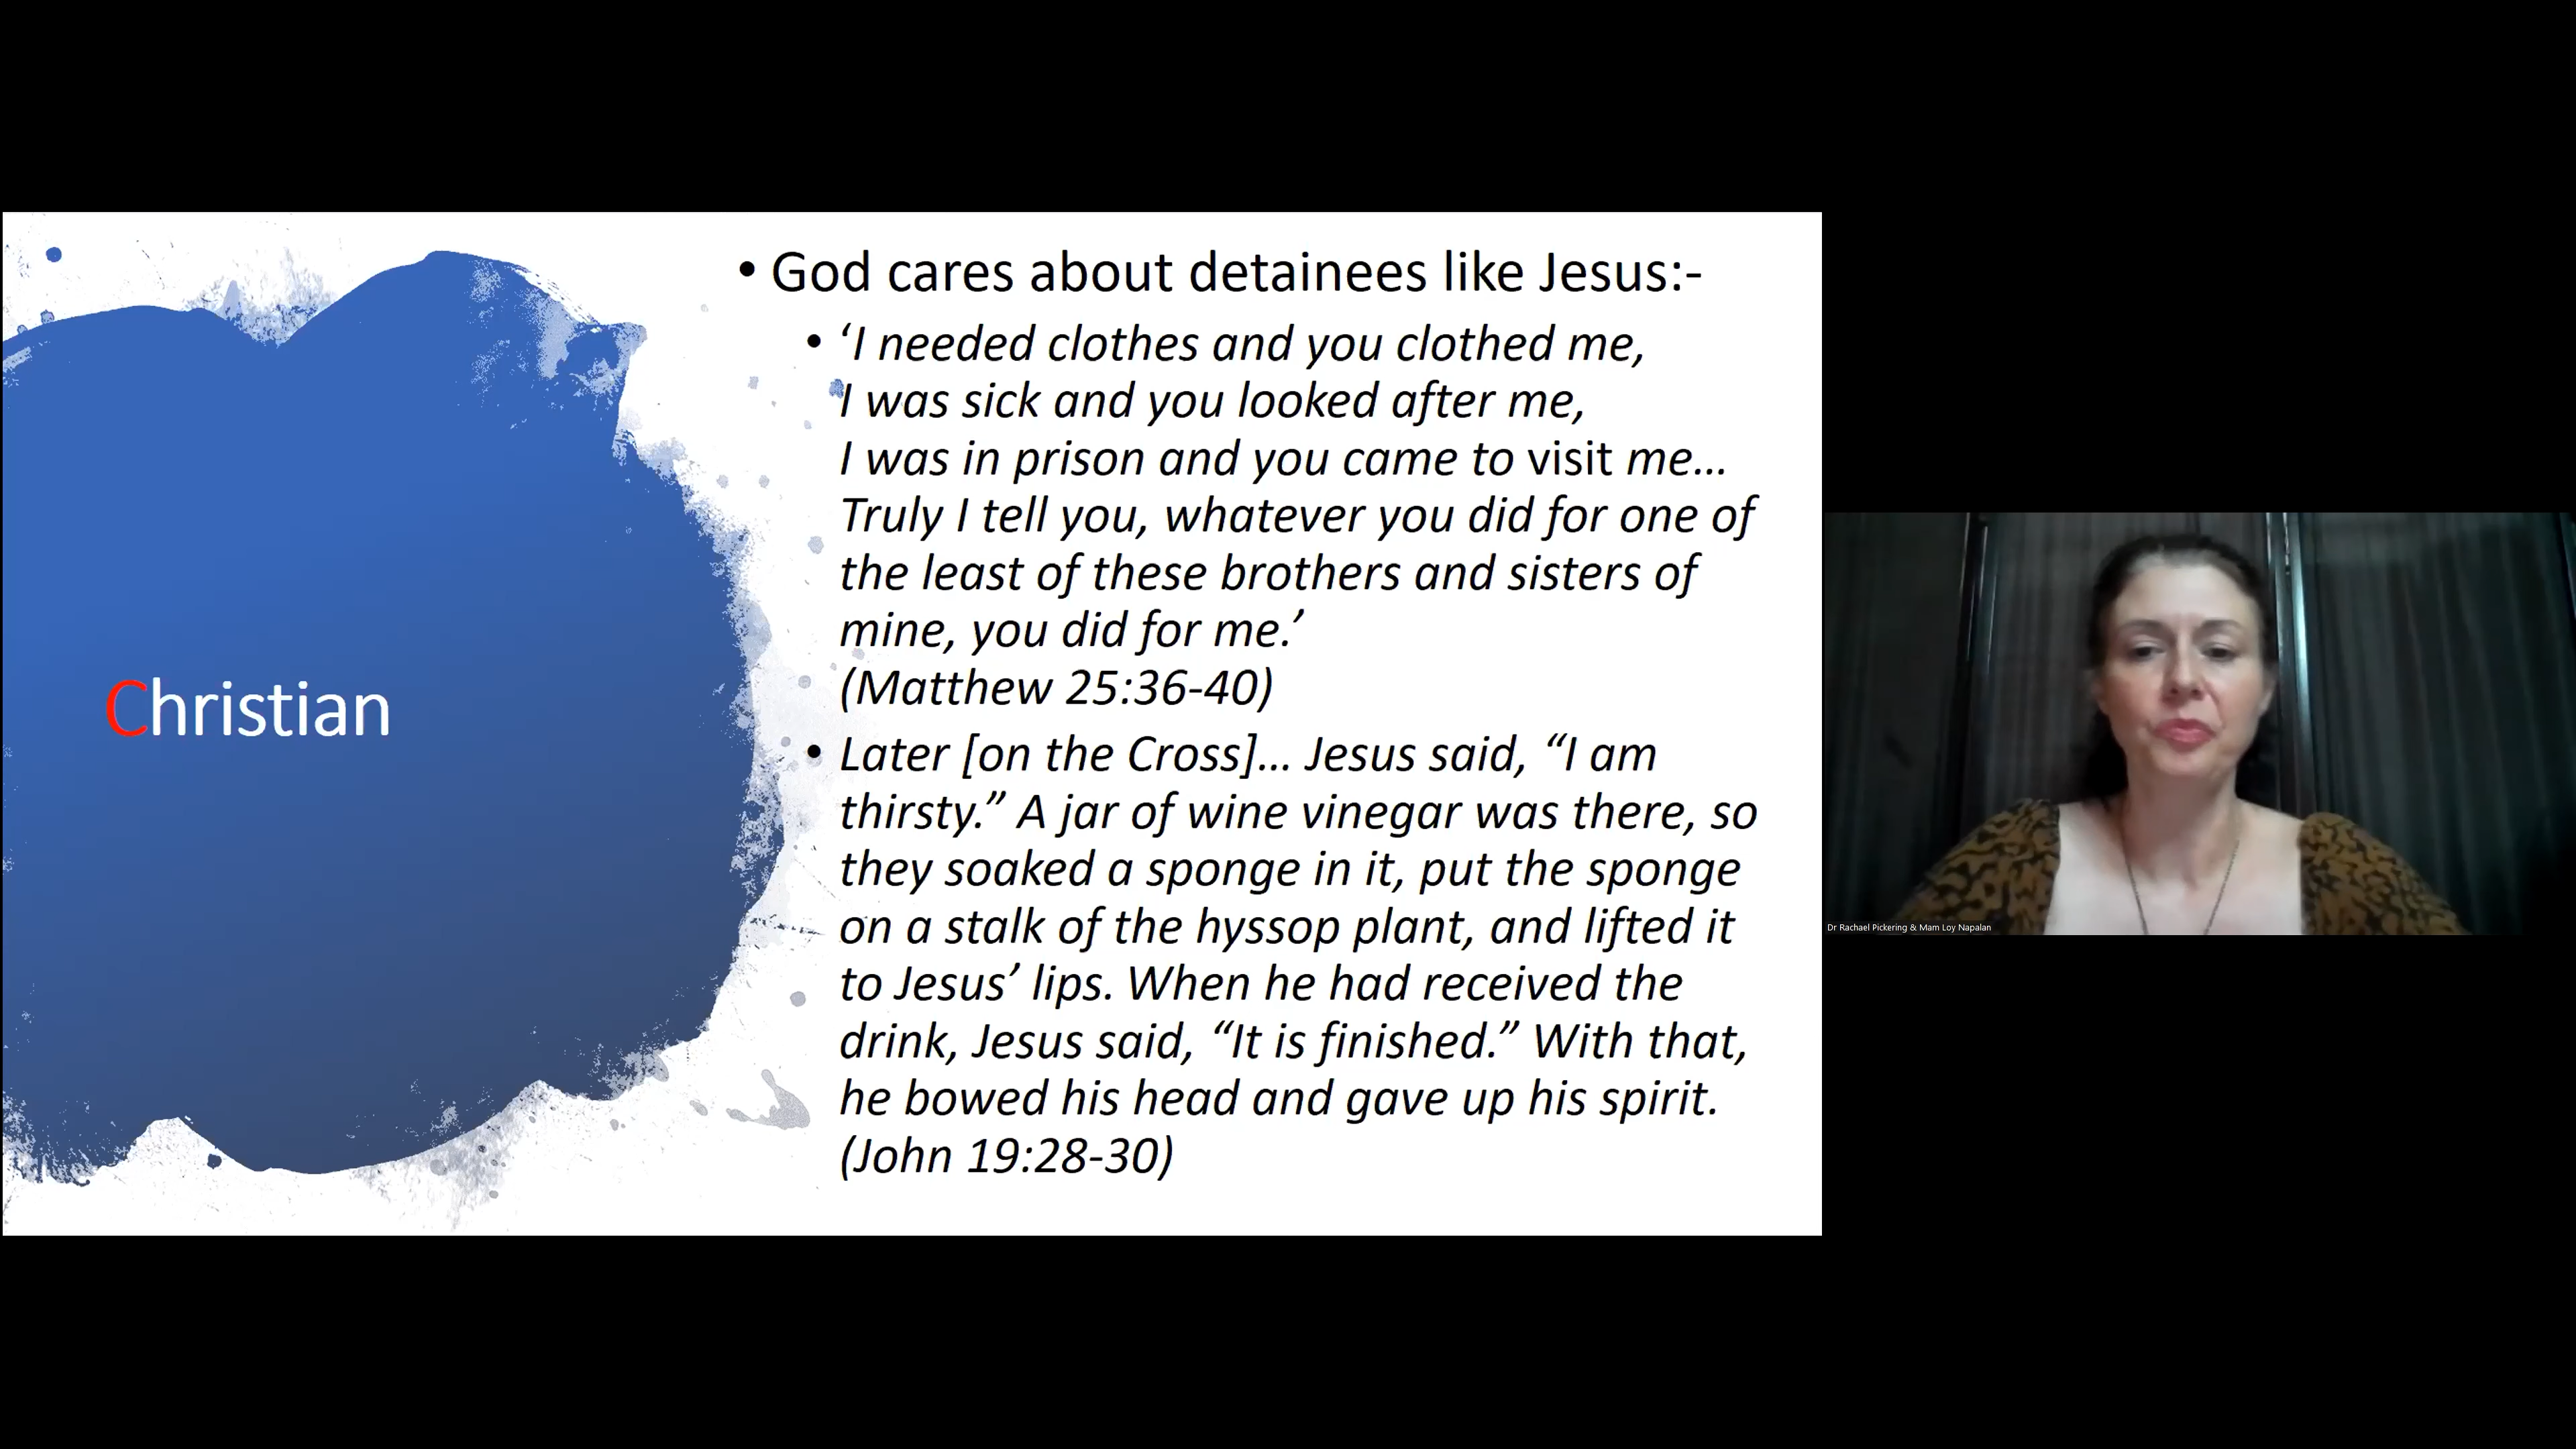 Christian
• God cares about detainees like Jesus:-
• ‘I needed clothes and you clothed me,
I was sick and you looked after me,
I was in prison and you came to visit me…
Truly I tell you, whatever you did for one of
the least of these brothers and sisters of
mine, you did for me.’
(Matthew 25:36-40)
• Later [on the Cross]… Jesus said, “I am
thirsty.” A jar of wine vinegar was there, so
they soaked a sponge in it, put the sponge
on a stalk of the hyssop plant, and lifted it
to Jesus’ lips. When he had received the
drink, Jesus said, “It is finished.” With that,
he bowed his head and gave up his spirit.
(John 19:28-30)
Dr Rachael Pickering & Mam Loy Napalan